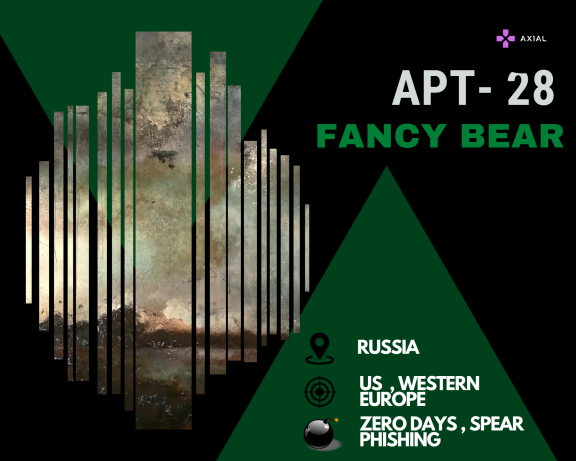 AXIAL
APT- 28
FANCY BEAR
RUSSIA
US , WESTERN
EUROPE
ZERO DAYS , SPEAR
PHISHING